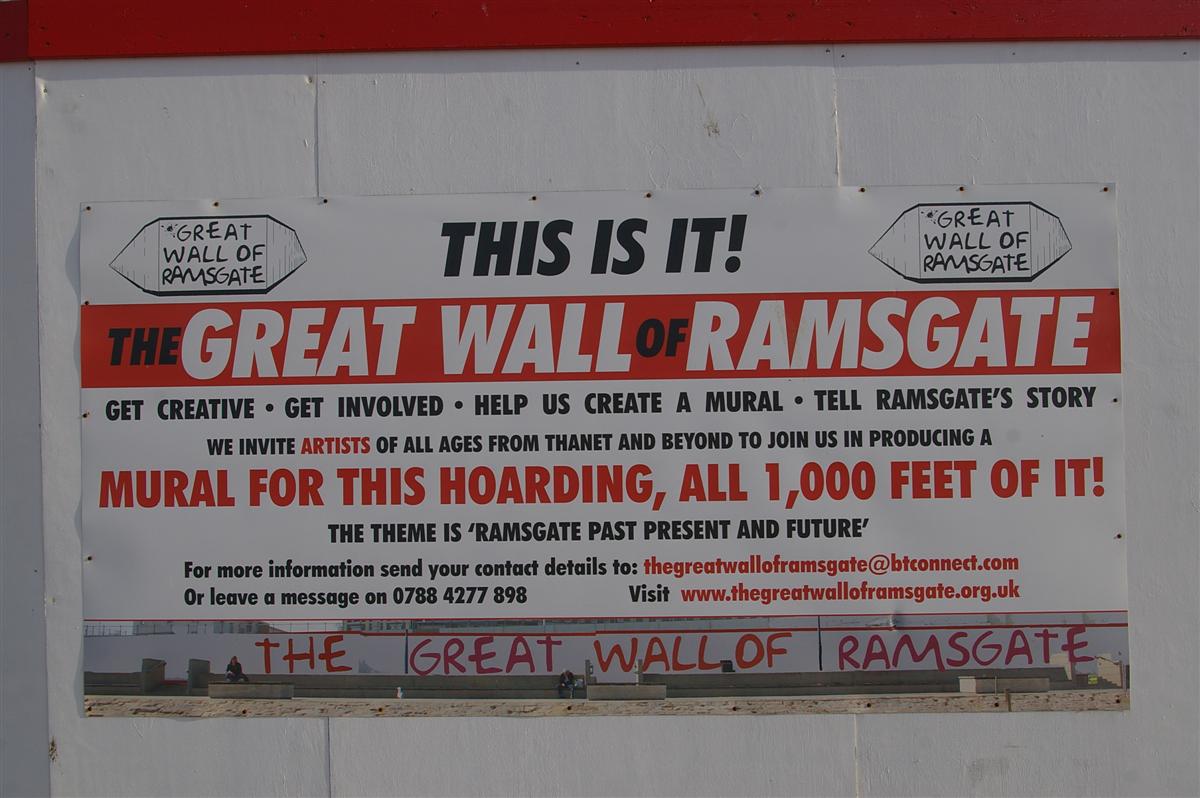 GREAT
WALL OF
RAMSGATE
THIS IS IT!
GREAT
WALL OF
RAMSGATE
THE GREAT WALL OF RAMSGATE
GET CREATIVE • GET INVOLVED • HELP US CREATE A MURAL • TELL RAMSGATE'S STORY
WE INVITE ARTISTS OF ALL AGES FROM THANET AND BEYOND TO JOIN US IN PRODUCING A
MURAL FOR THIS HOARDING, ALL 1,000 FEET OF IT!
THE THEME IS ‘RAMSGATE PAST PRESENT AND FUTURE’
For more information send your contact details to: thegreatwalloframsgate@btconnect.com
Or leave a message on 0788 4277 898 Visit www.thegreatwalloframsgate.org.uk
THE GREAT WALL OF RAMSGATE